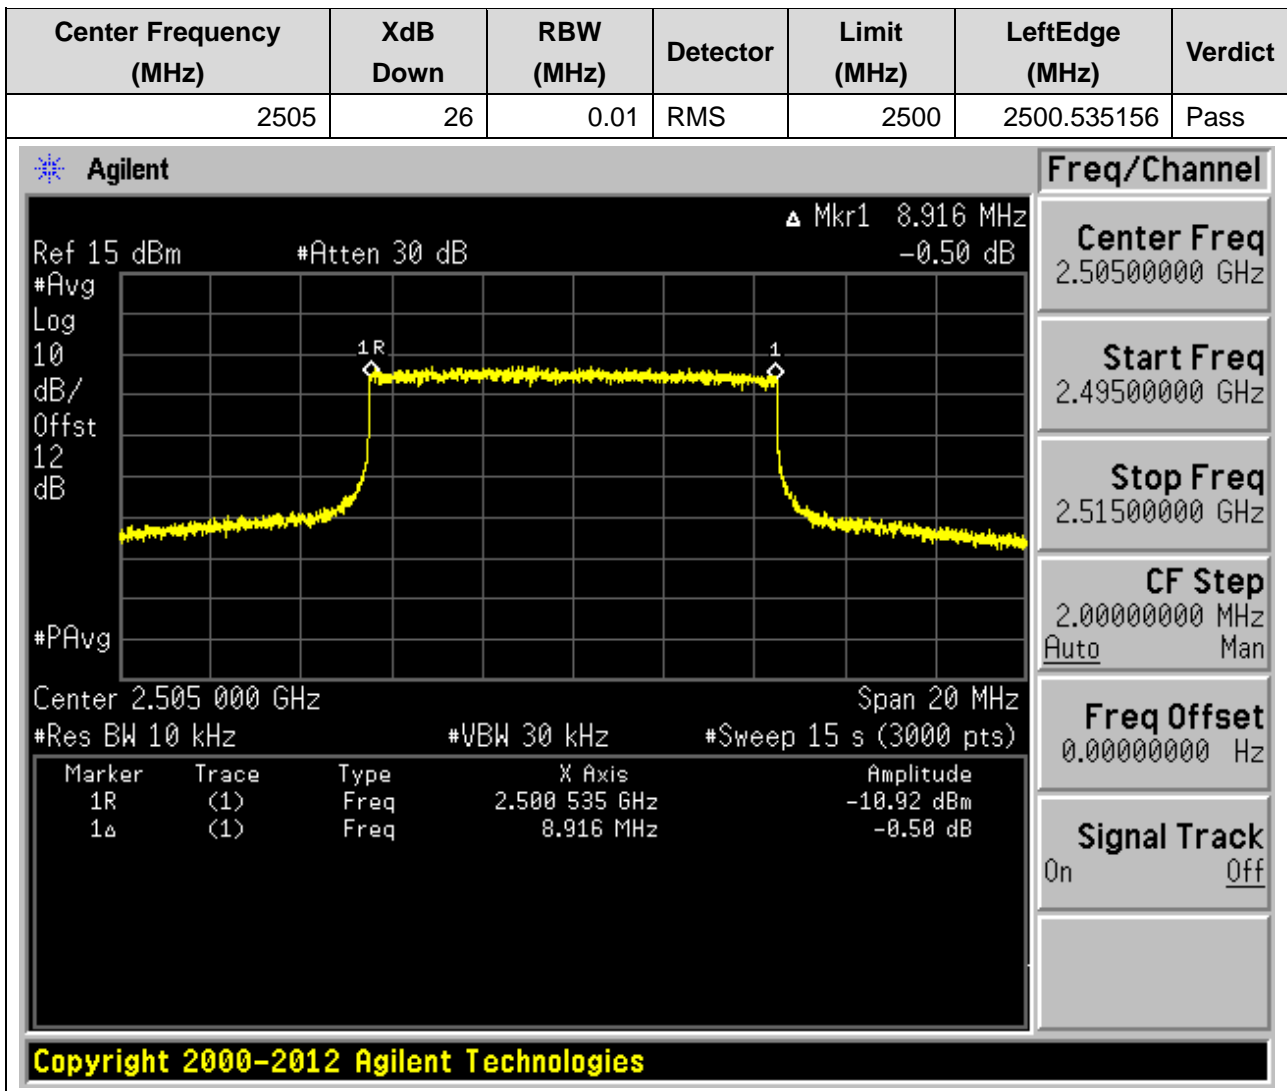 Center Frequency (MHz) XdB Down RBW (MHz) Detector Limit (MHz) LeftEdge (MHz) Verdict
2505 26 0.01 RMS 2500 2500.535156 Pass
Agilent
Freq/Channel
Δ Mkr1 8.916 MHz
Ref 15 dBm #Atten 30 dB -0.50 dB
#Avg
Log
10
dB/
Offst
12
dB
1R
1
#PAvg
Center 2.505 000 GHz Span 20 MHz
#Res BW 10 kHz #VBW 30 kHz #Sweep 15 s (3000 pts)
Marker Trace Type X Axis Amplitude
1R (1) Freq 2.500 535 GHz -10.92 dBm
1Δ (1) Freq 8.916 MHz -0.50 dB
Center Freq
2.50500000 GHz
Start Freq
2.49500000 GHz
Stop Freq
2.51500000 GHz
CF Step
2.00000000 MHz
Auto Man
Freq Offset
0.00000000 Hz
Signal Track
On Off
Copyright 2000-2012 Agilent Technologies